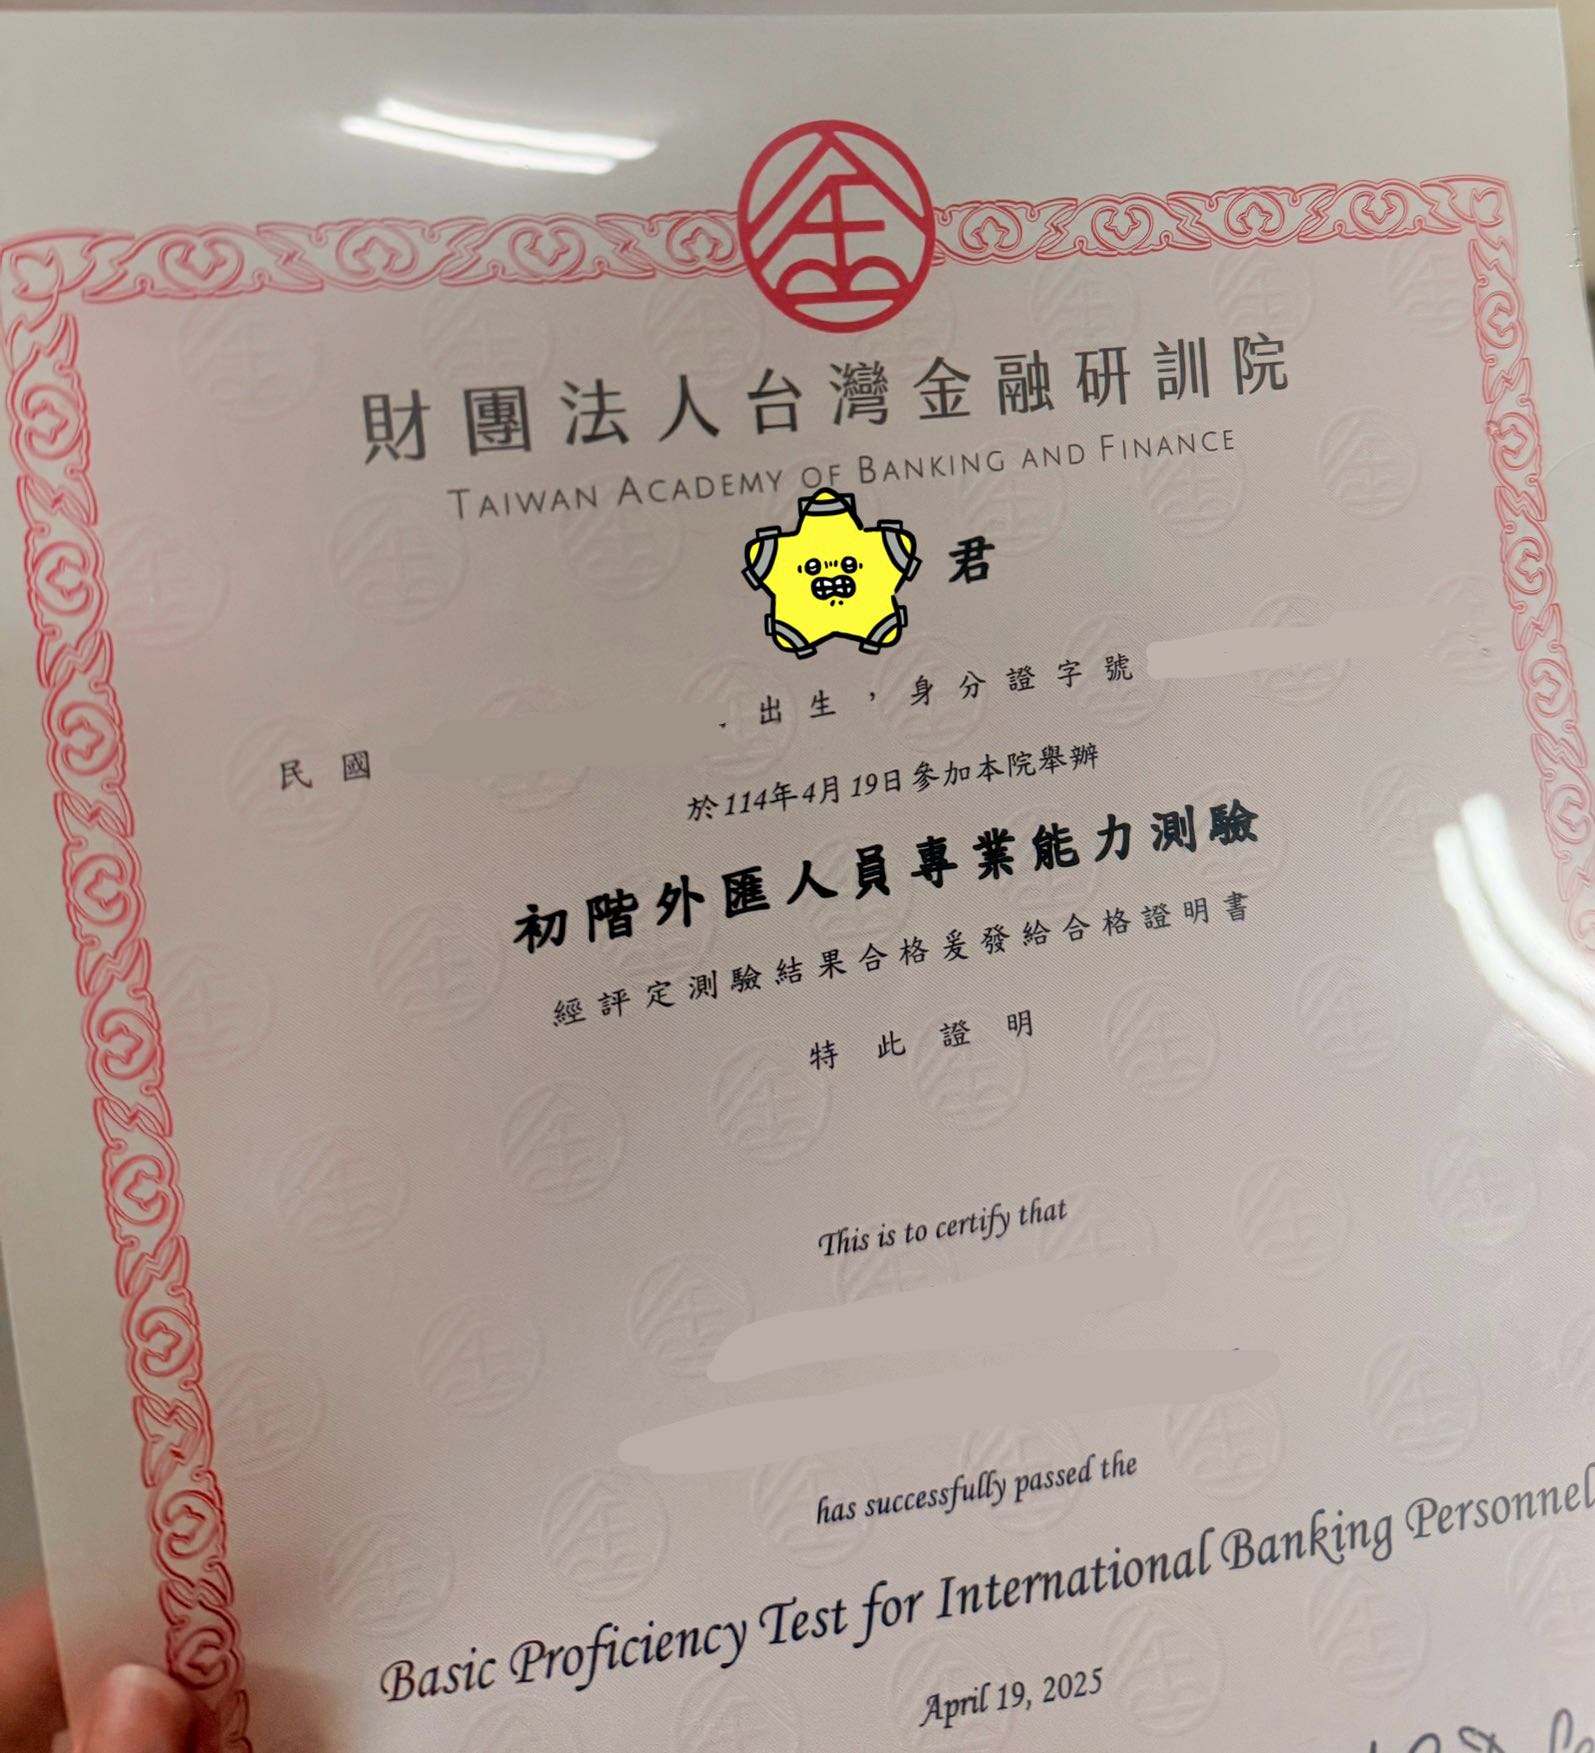 財團法人台灣金融研訓院
TAIWAN ACADEMY OF BANKING AND FINANCE
君
民國 出生，身分證字號
於114年4月19日參加本院舉辦
初階外匯人員專業能力測驗
經評定測驗結果合格爰發給合格證明書
特此證明
This is to certify that
has successfully passed the
Basic Proficiency Test for International Banking Personnel
April 19, 2025